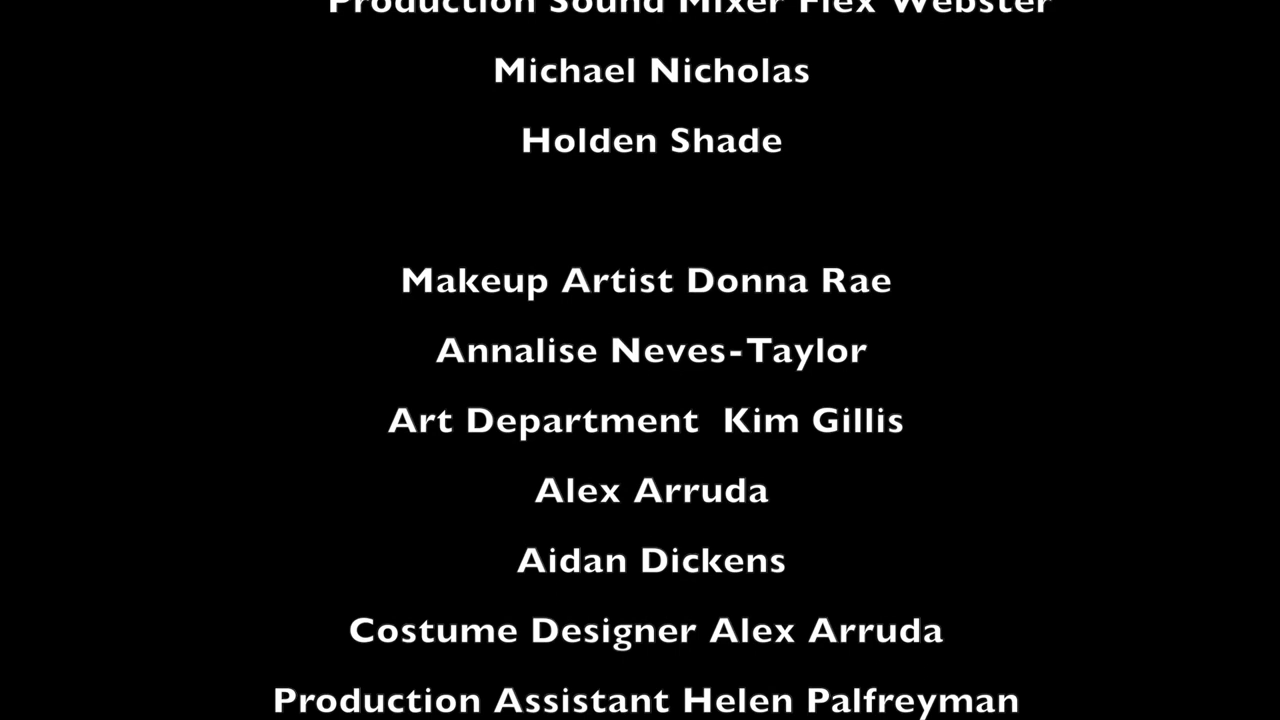 Production Sound Mixer Flex Webster
Michael Nicholas
Holden Shade
Makeup Artist Donna Rae
Annalise Neves-Taylor
Art Department  Kim Gillis
Alex Arruda
Aidan Dickens
Costume Designer Alex Arruda
Production Assistant Helen Palfreyman